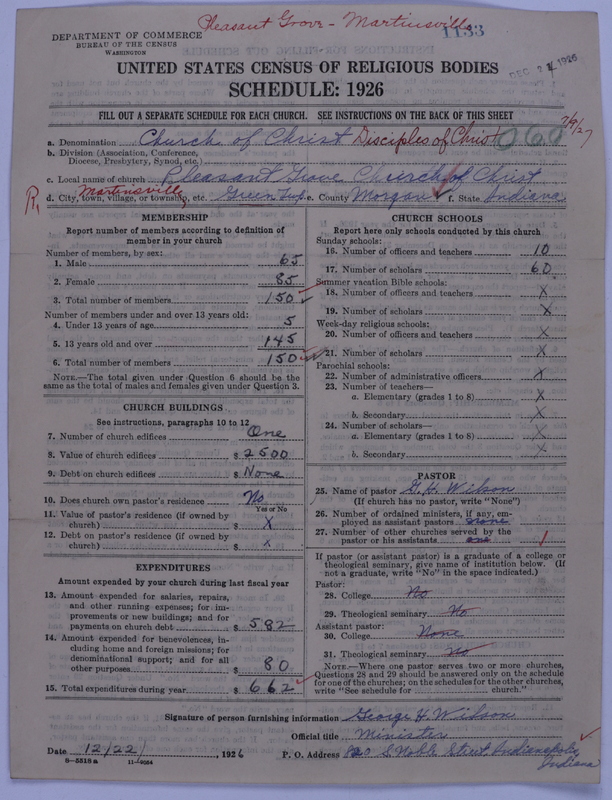 Pleasant Grove - Martinsville
1133
DEPARTMENT OF COMMERCE
BUREAU OF THE CENSUS
WASHINGTON
DEC 2 1926
UNITED STATES CENSUS OF RELIGIOUS BODIES
SCHEDULE: 1926
FILL OUT A SEPARATE SCHEDULE FOR EACH CHURCH. SEE INSTRUCTIONS ON THE BACK OF THIS SHEET
a. Denomination Church of Christ Disciples of Christ 060
b. Division (Association, Conference, Diocese, Presbytery, Synod, etc.)
c. Local name of church Pleasant Grove Church of Christ
R1 Martinsville
d. City, town, village, or township, etc. Green Twp. e. County Morgan f. State Indiana
MEMBERSHIP
Report number of members according to definition of
member in your church
Number of members, by sex:
1. Male 65
2. Female 85
3. Total number of members 150
Number of members under and over 13 years old:
4. Under 13 years of age 5
5. 13 years old and over 145
6. Total number of members 150
NOTE.—The total given under Question 6 should be the
same as the total of males and females given under Question 3.
CHURCH BUILDINGS
See instructions, paragraphs 10 to 12
7. Number of church edifices One
8. Value of church edifices $ 2500
9. Debt on church edifices $ None
10. Does church own pastor's residence No
Yes or No
11. Value of pastor's residence (if owned by
church) $ X
12. Debt on pastor's residence (if owned by
church) $ X
EXPENDITURES
Amount expended by your church during last fiscal year
13. Amount expended for salaries, repairs,
and other running expenses; for im-
provements or new buildings; and for
payments on church debt $ 582
14. Amount expended for benevolences, in-
cluding home and foreign missions; for
denominational support; and for all
other purposes $ 80
15. Total expenditures during year $ 662
CHURCH SCHOOLS
Report here only schools conducted by this church
Sunday schools:
16. Number of officers and teachers 10
17. Number of scholars 60
Summer vacation Bible schools:
18. Number of officers and teachers X
19. Number of scholars X
Week-day religious schools:
20. Number of officers and teachers X
21. Number of scholars X
Parochial schools:
22. Number of administrative officers X
23. Number of teachers—
a. Elementary (grades 1 to 8) X
b. Secondary X
24. Number of scholars—
a. Elementary (grades 1 to 8) X
b. Secondary X
PASTOR
25. Name of pastor G. H. Wilson
(If church has no pastor, write "None")
26. Number of ordained ministers, if any, em-
ployed as assistant pastors none
27. Number of other churches served by the
pastor or his assistants one
If pastor (or assistant pastor) is a graduate of a college or
theological seminary, give name of institution below. (If
not a graduate, write "No" in the space indicated.)
Pastor:
28. College No
29. Theological seminary No
Assistant pastor:
30. College None
31. Theological seminary No
NOTE.—Where one pastor serves two or more churches,
Questions 28 and 29 should be answered only on the schedule
for one of the churches; on the schedules for the other churches,
write "See schedule for church."
Signature of person furnishing information George H. Wilson
Official title Minister
Date 12/22, 1926 P. O. Address 820 S. Noble Street Indianapolis
Indiana
8-5518 a 11-9054